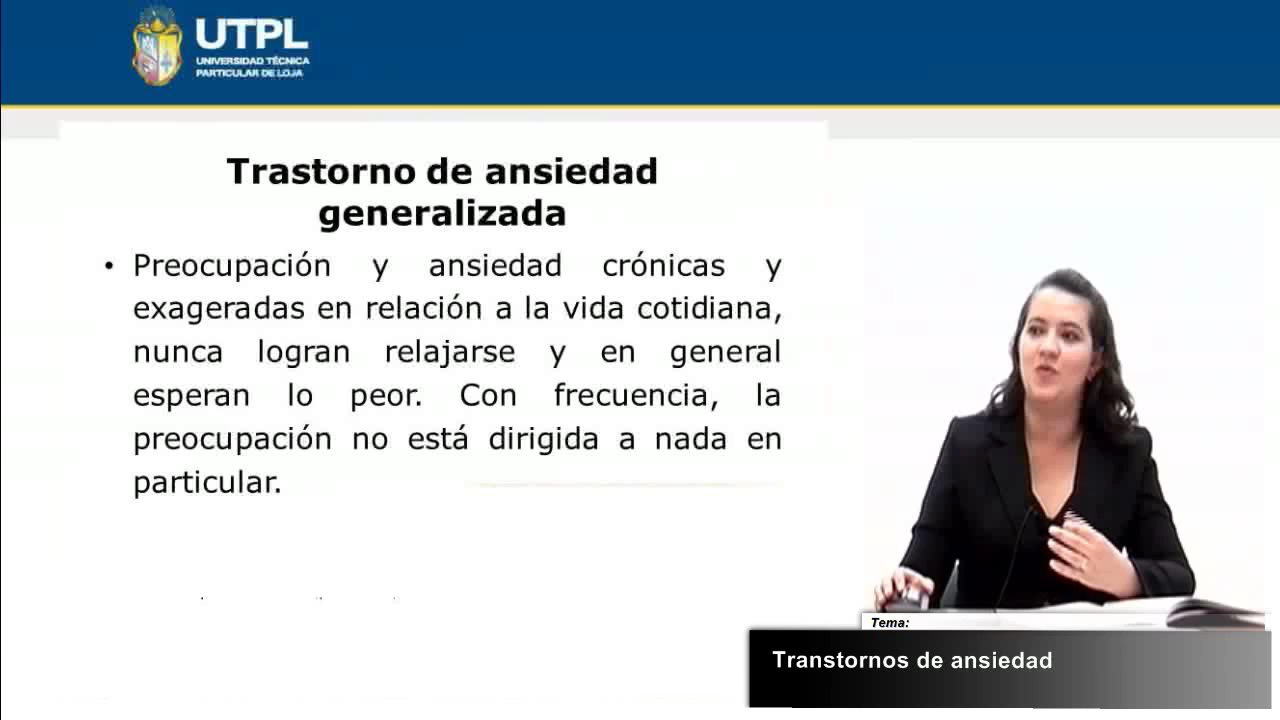 UTPL
UNIVERSIDAD TÉCNICA
PARTICULAR DE LOJA
Trastorno de ansiedad
generalizada
• Preocupación y ansiedad crónicas y
exageradas en relación a la vida cotidiana,
nunca logran relajarse y en general
esperan lo peor. Con frecuencia, la
preocupación no está dirigida a nada en
particular.
Tema:
Transtornos de ansiedad